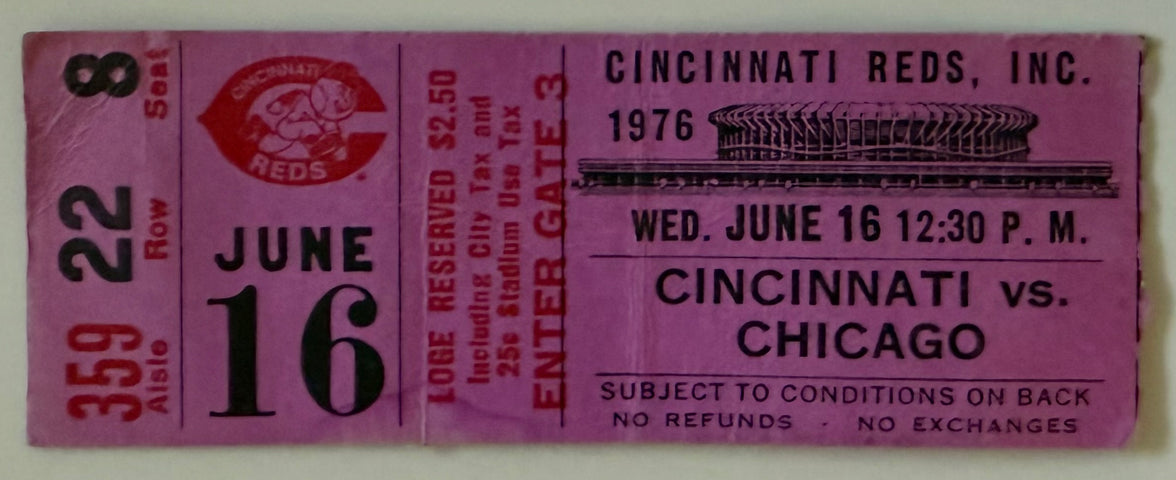 8 Seat
22 Row
359 Aisle
CINCINNATI
REDS
JUNE
16
LOGE RESERVED $2.50
Including City Tax and
25¢ Stadium Use Tax
ENTER GATE 3
CINCINNATI REDS, INC.
1976
WED. JUNE 16 12:30 P. M.
CINCINNATI vs.
CHICAGO
SUBJECT TO CONDITIONS ON BACK
NO REFUNDS - NO EXCHANGES